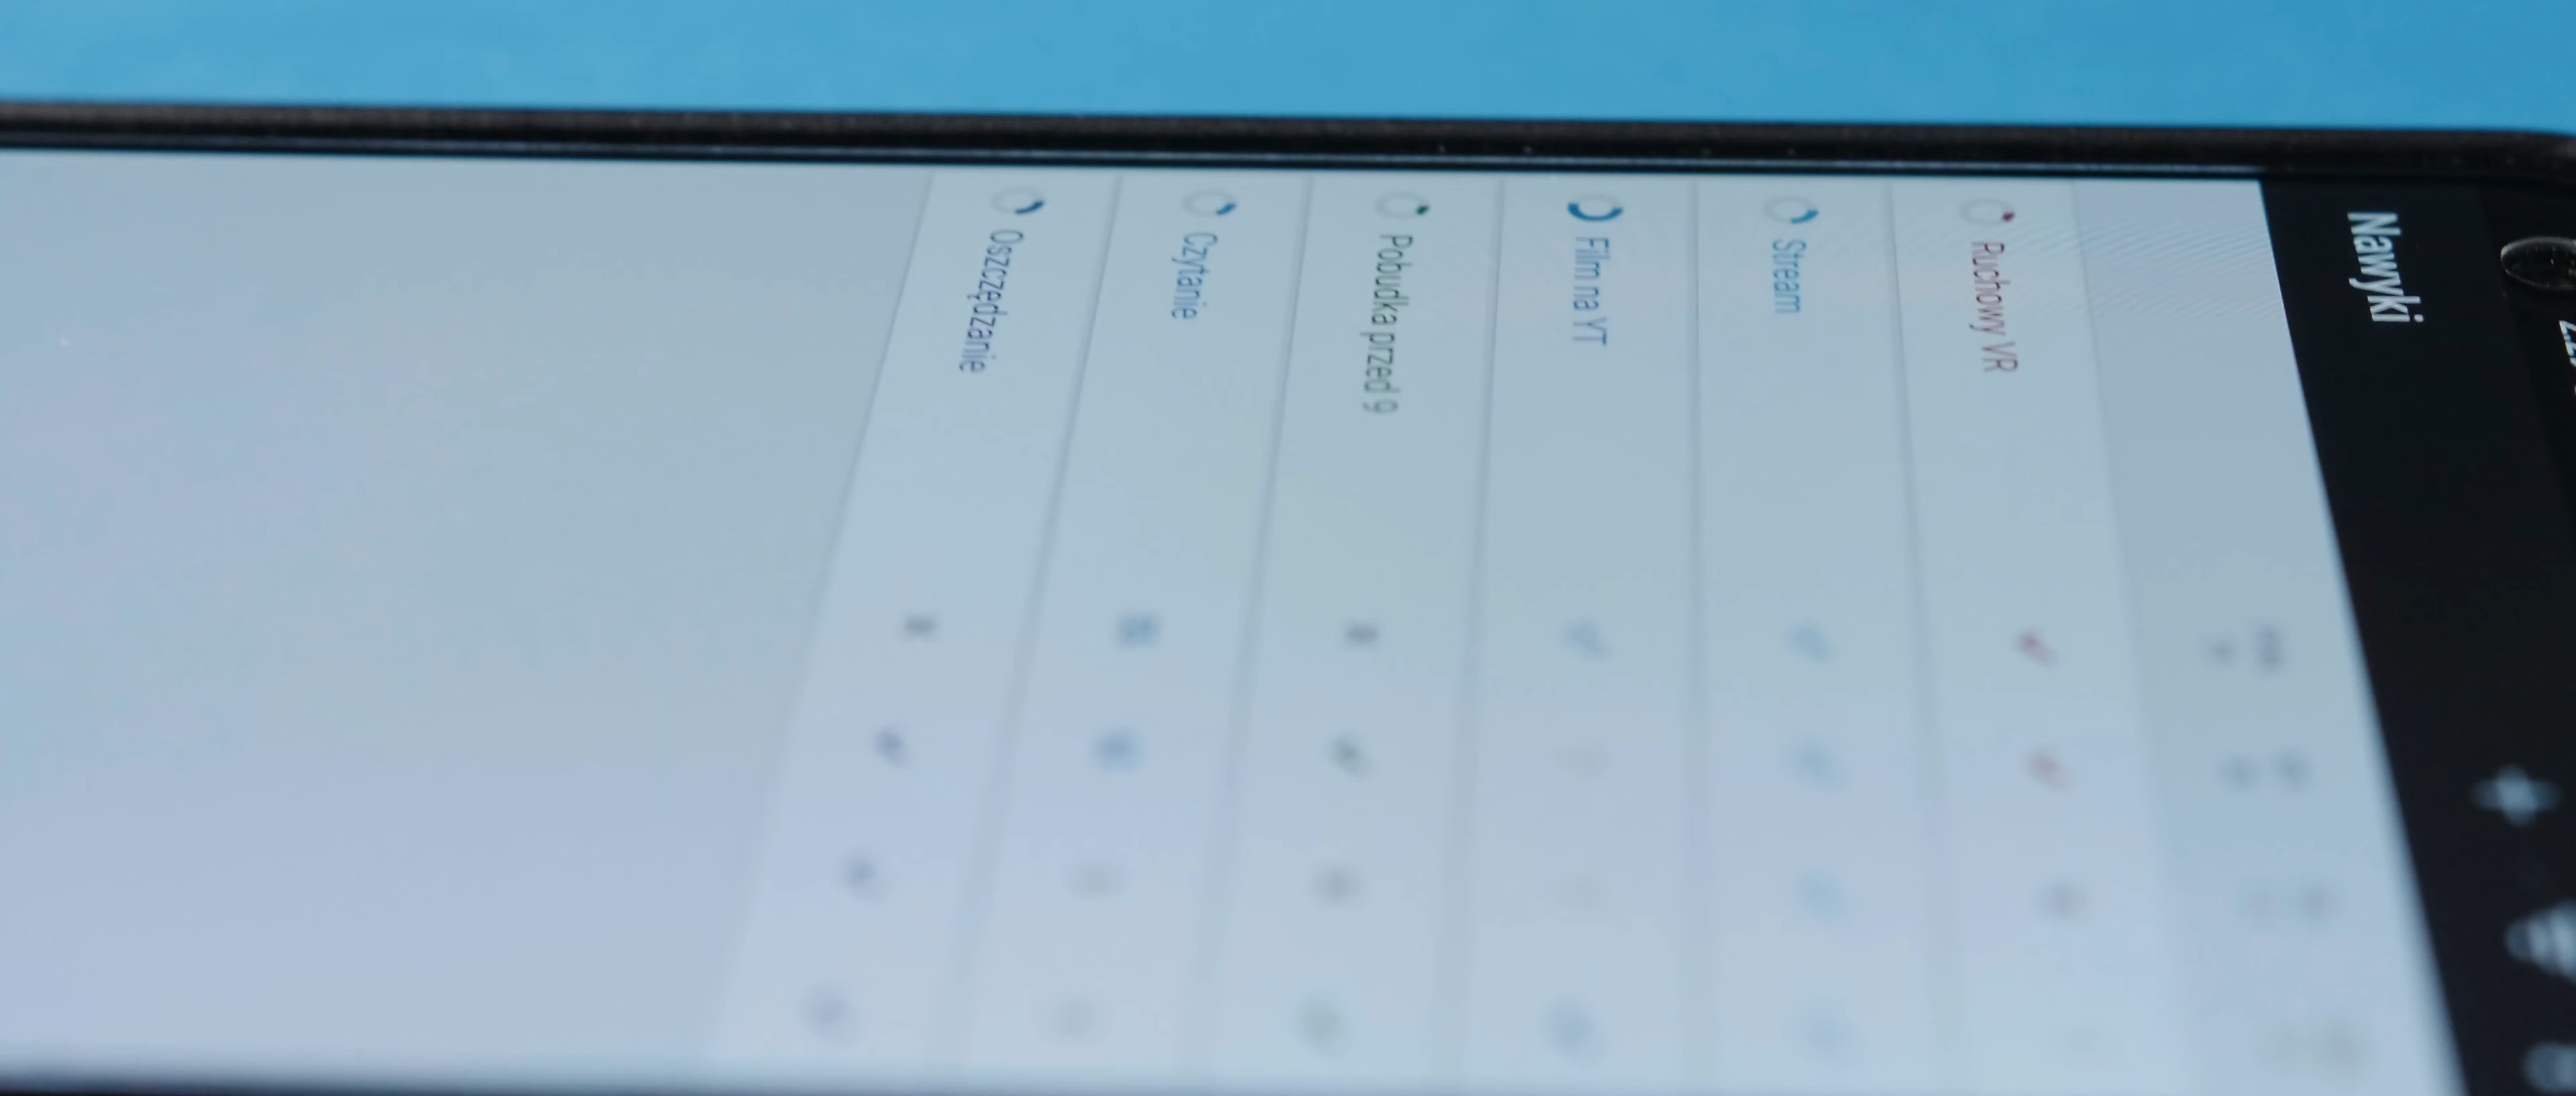 Nawyki
Ruchowy VR
Stream
Film na YT
Pobudka przed 9
Czytanie
Oszczędzanie